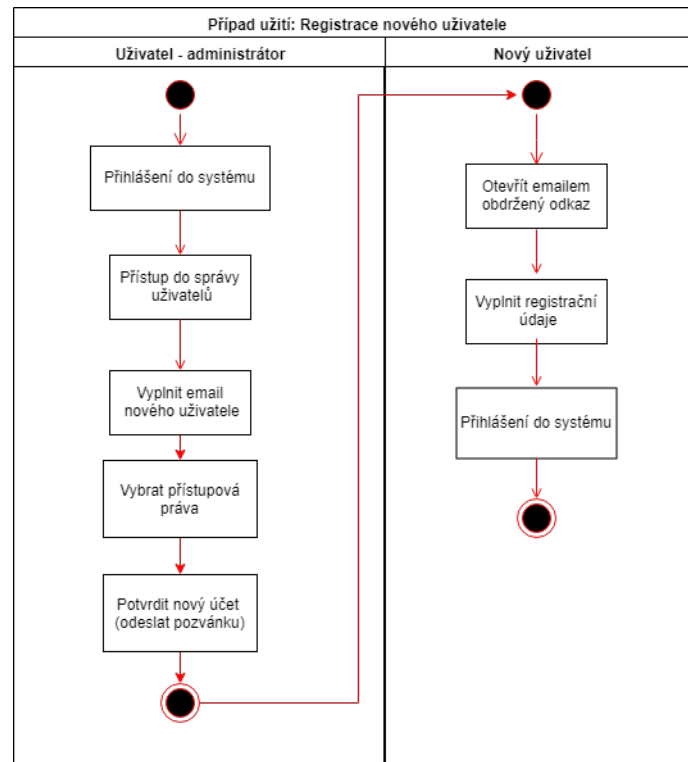 Případ užití: Registrace nového uživatele
Uživatel - administrátor
Nový uživatel
Přihlášení do systému
Přístup do správy
uživatelů
Vyplnit email
nového uživatele
Vybrat přístupová
práva
Potvrdit nový účet
(odeslat pozvánku)
Otevřít emailem
obdržený odkaz
Vyplnit registrační
údaje
Přihlášení do systému